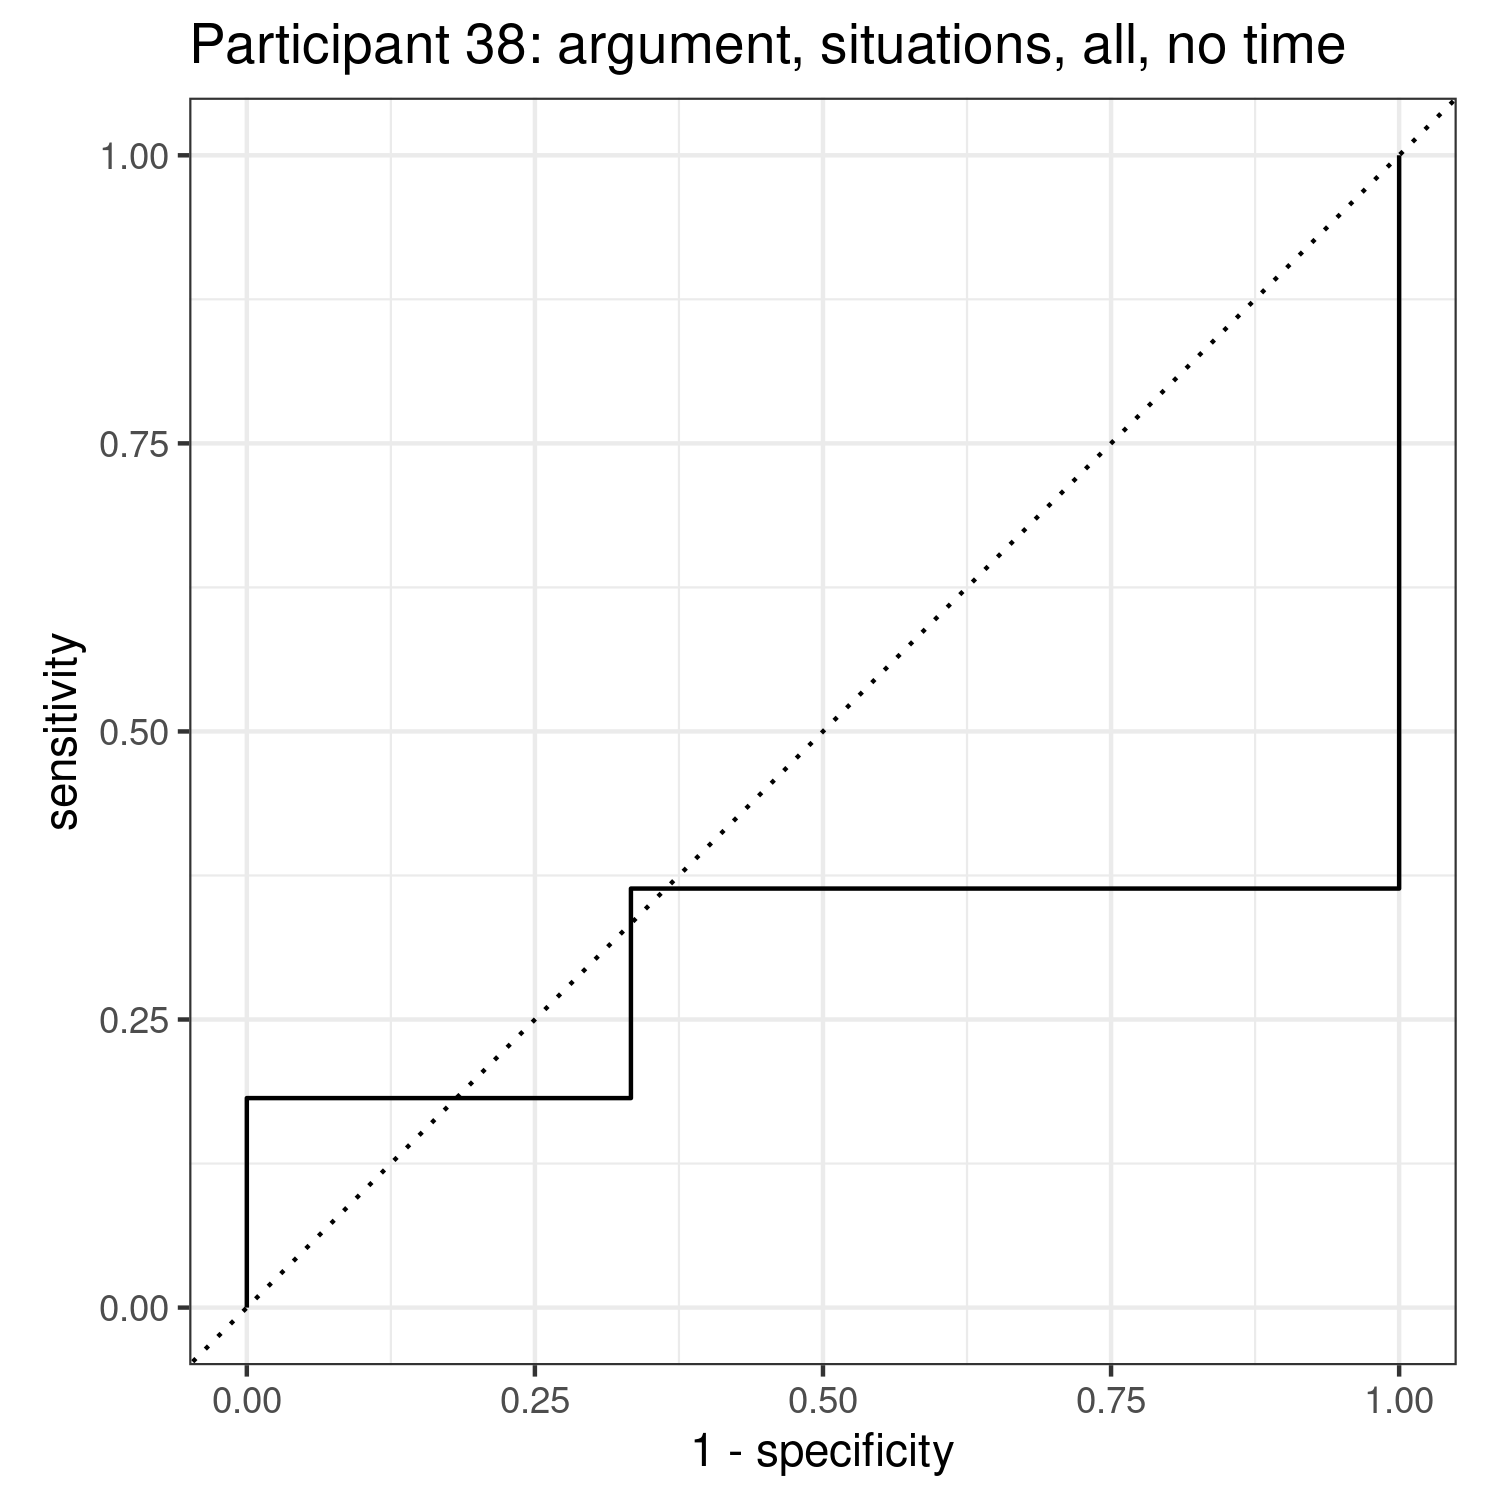 Participant 38: argument, situations, all, no time
1.00
0.75
0.50
0.25
0.00
sensitivity
0.00 0.25 0.50 0.75 1.00
1 - specificity